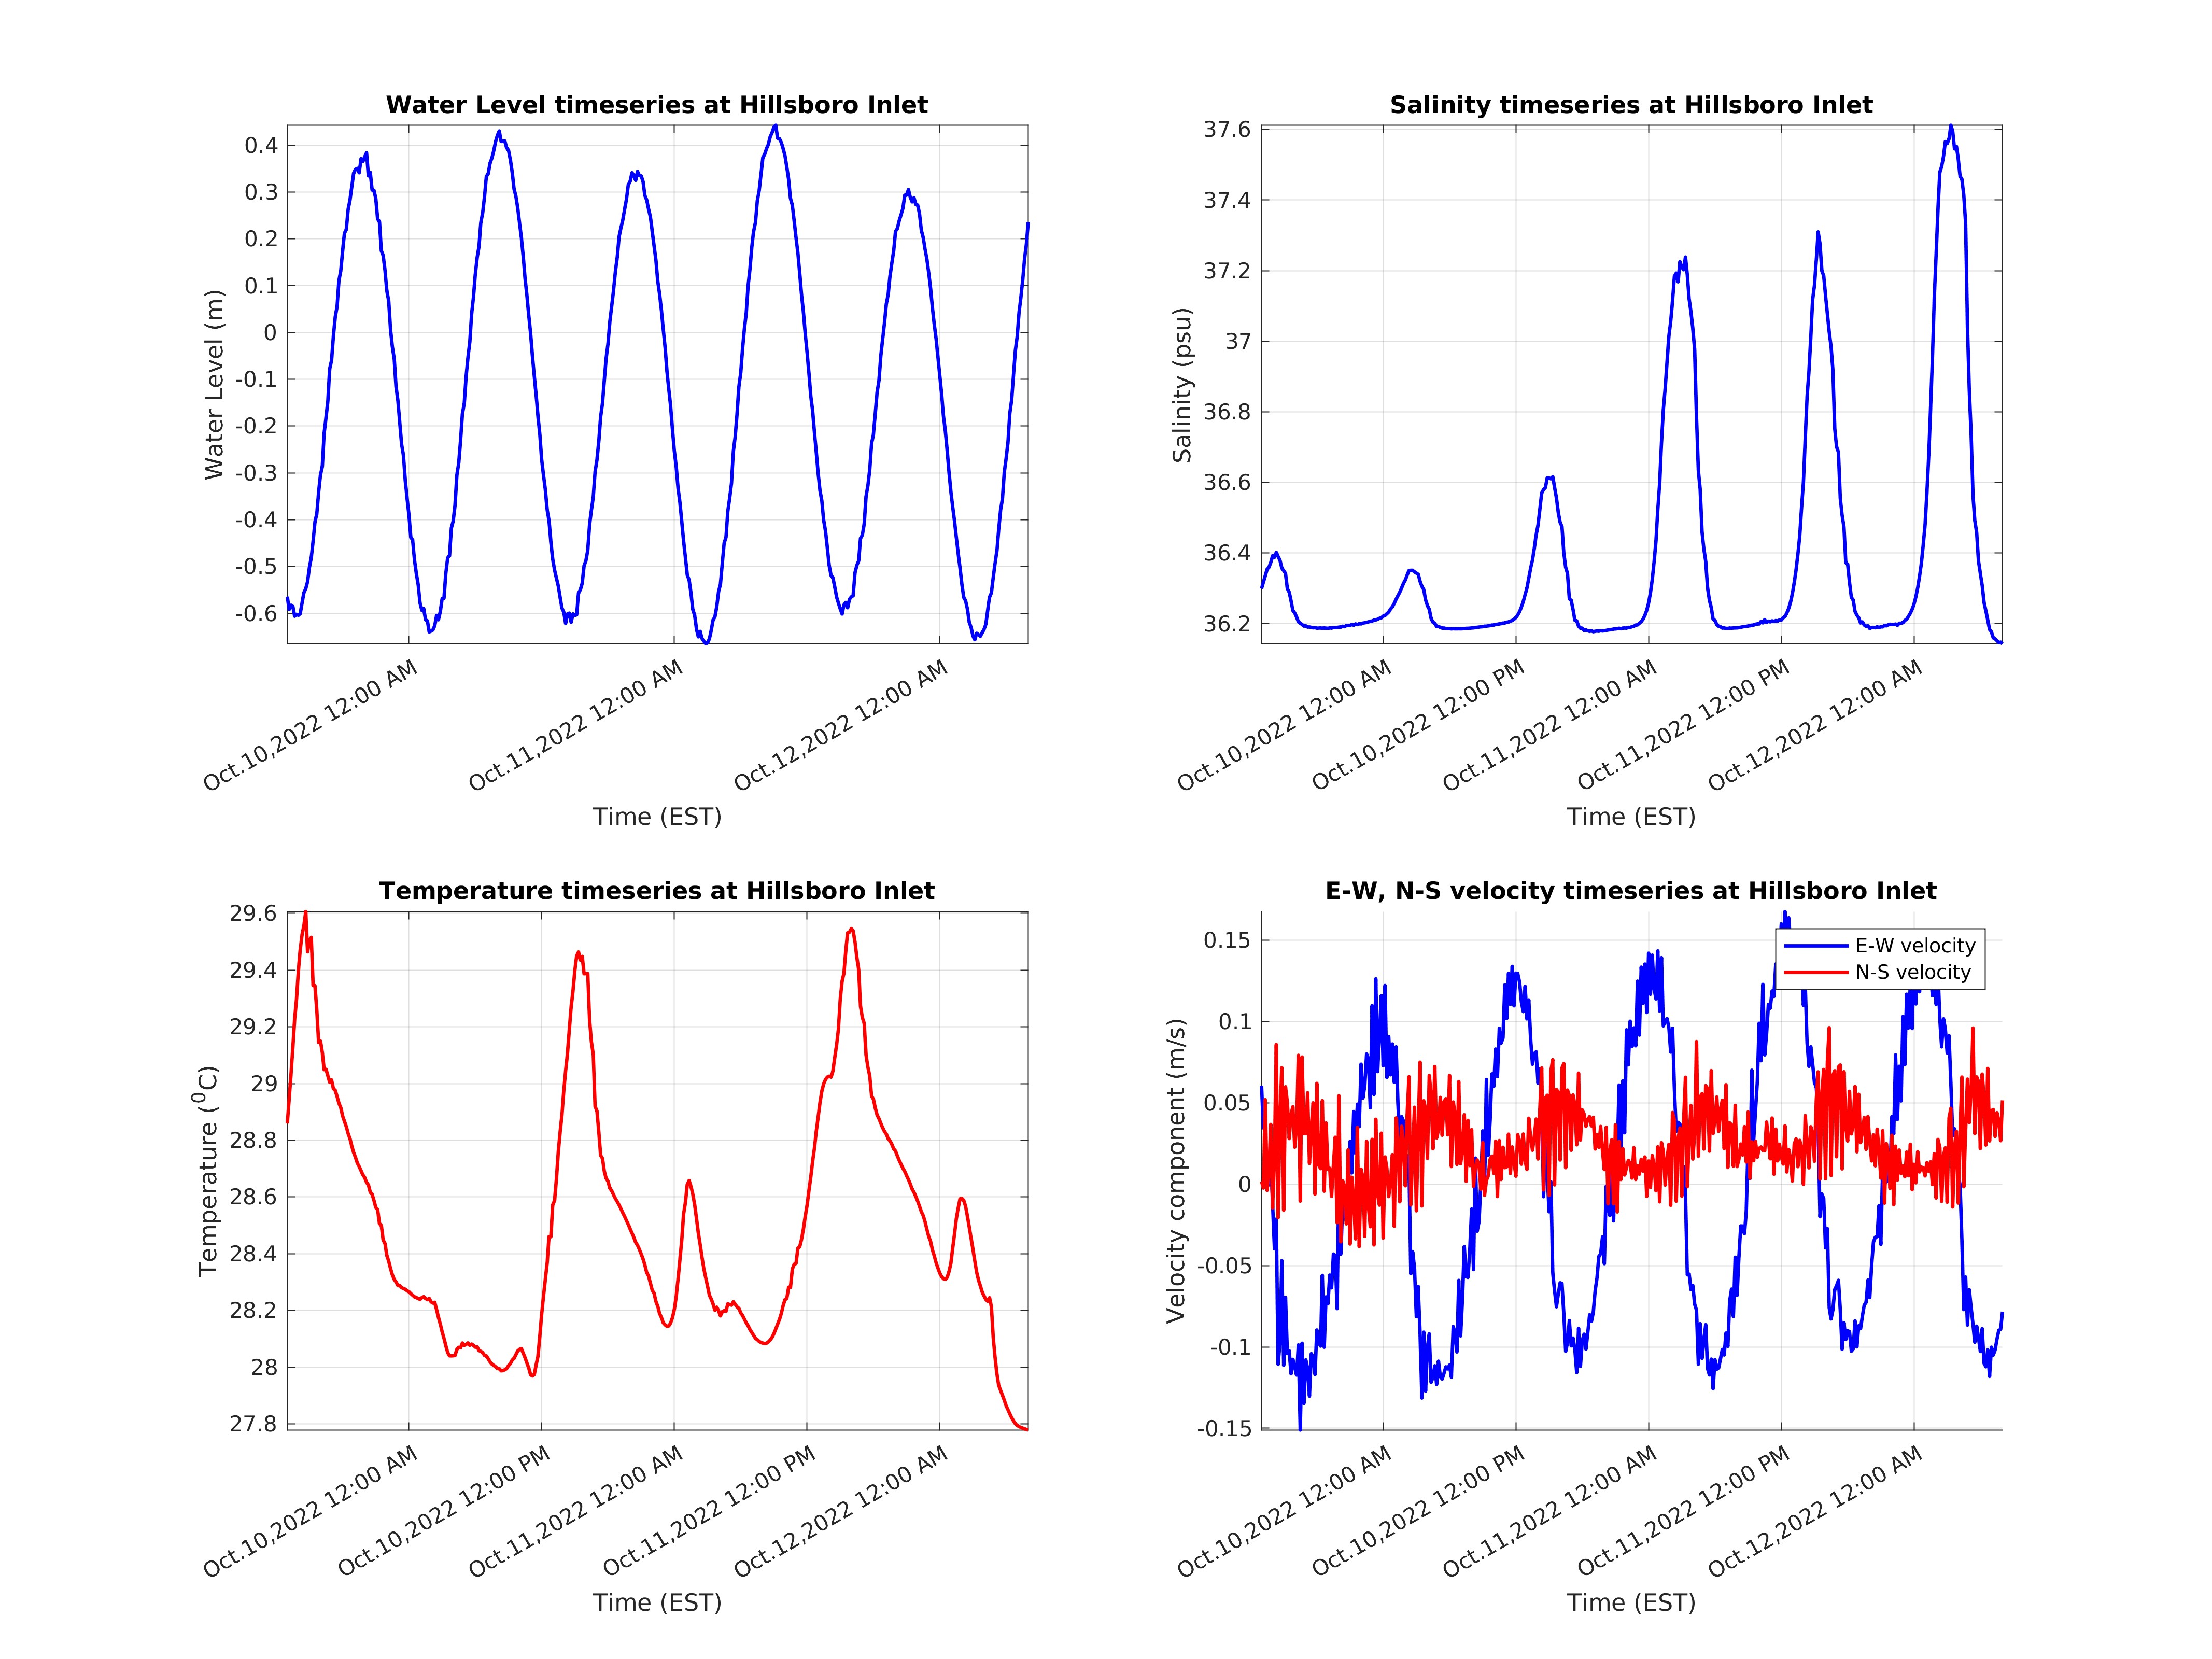 Water Level timeseries at Hillsboro Inlet
Water Level (m)
0.4
0.3
0.2
0.1
0
-0.1
-0.2
-0.3
-0.4
-0.5
-0.6
Oct.10,2022 12:00 AM
Oct.11,2022 12:00 AM
Oct.12,2022 12:00 AM
Time (EST)
Salinity timeseries at Hillsboro Inlet
Salinity (psu)
37.6
37.4
37.2
37
36.8
36.6
36.4
36.2
Oct.10,2022 12:00 AM
Oct.10,2022 12:00 PM
Oct.11,2022 12:00 AM
Oct.11,2022 12:00 PM
Oct.12,2022 12:00 AM
Time (EST)
Temperature timeseries at Hillsboro Inlet
Temperature (⁰C)
29.6
29.4
29.2
29
28.8
28.6
28.4
28.2
28
27.8
Oct.10,2022 12:00 AM
Oct.10,2022 12:00 PM
Oct.11,2022 12:00 AM
Oct.11,2022 12:00 PM
Oct.12,2022 12:00 AM
Time (EST)
E-W, N-S velocity timeseries at Hillsboro Inlet
Velocity component (m/s)
0.15
0.1
0.05
0
-0.05
-0.1
-0.15
E-W velocity
N-S velocity
Oct.10,2022 12:00 AM
Oct.10,2022 12:00 PM
Oct.11,2022 12:00 AM
Oct.11,2022 12:00 PM
Oct.12,2022 12:00 AM
Time (EST)